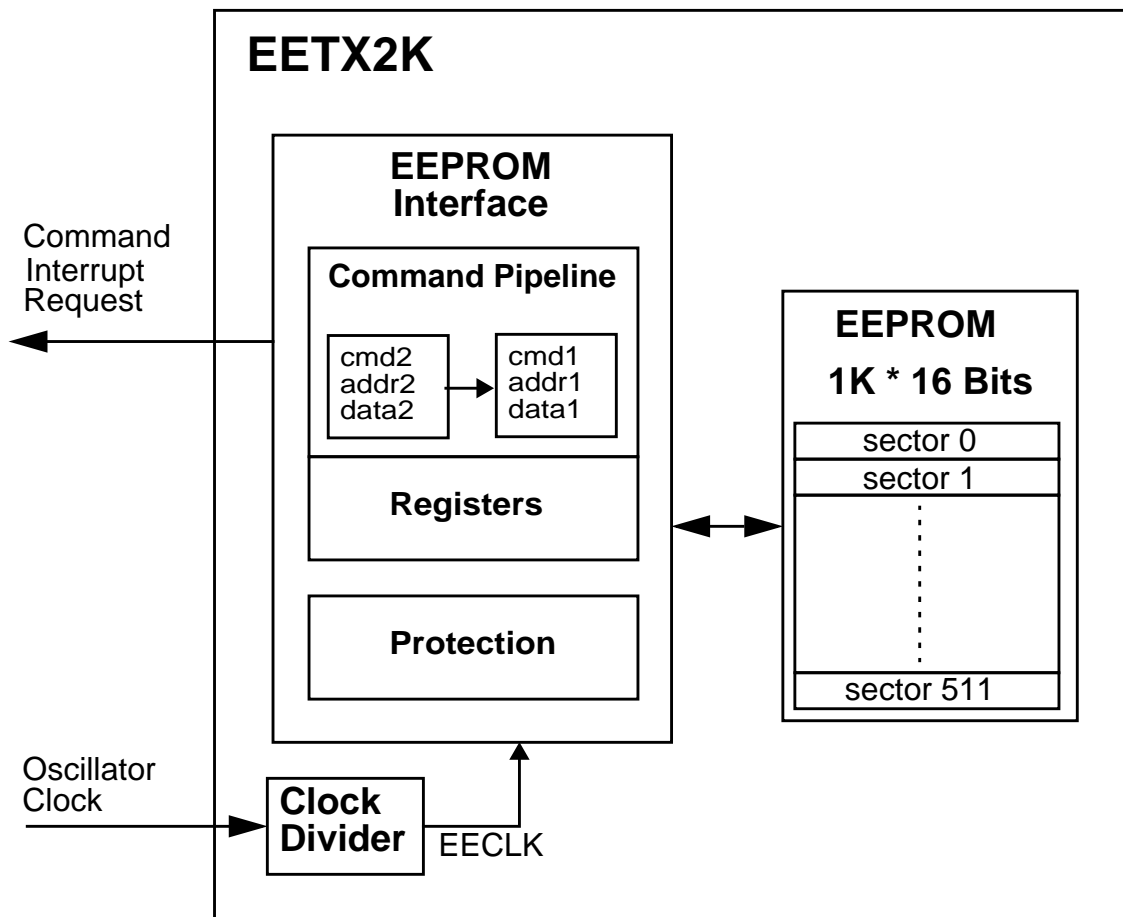 EETX2K
EEPROM
Interface
Command
Interrupt
Request
Command Pipeline
cmd2
addr2
data2
cmd1
addr1
data1
Registers
Protection
EEPROM
1K * 16 Bits
sector 0
sector 1
sector 511
Oscillator
Clock
Clock
Divider
EECLK